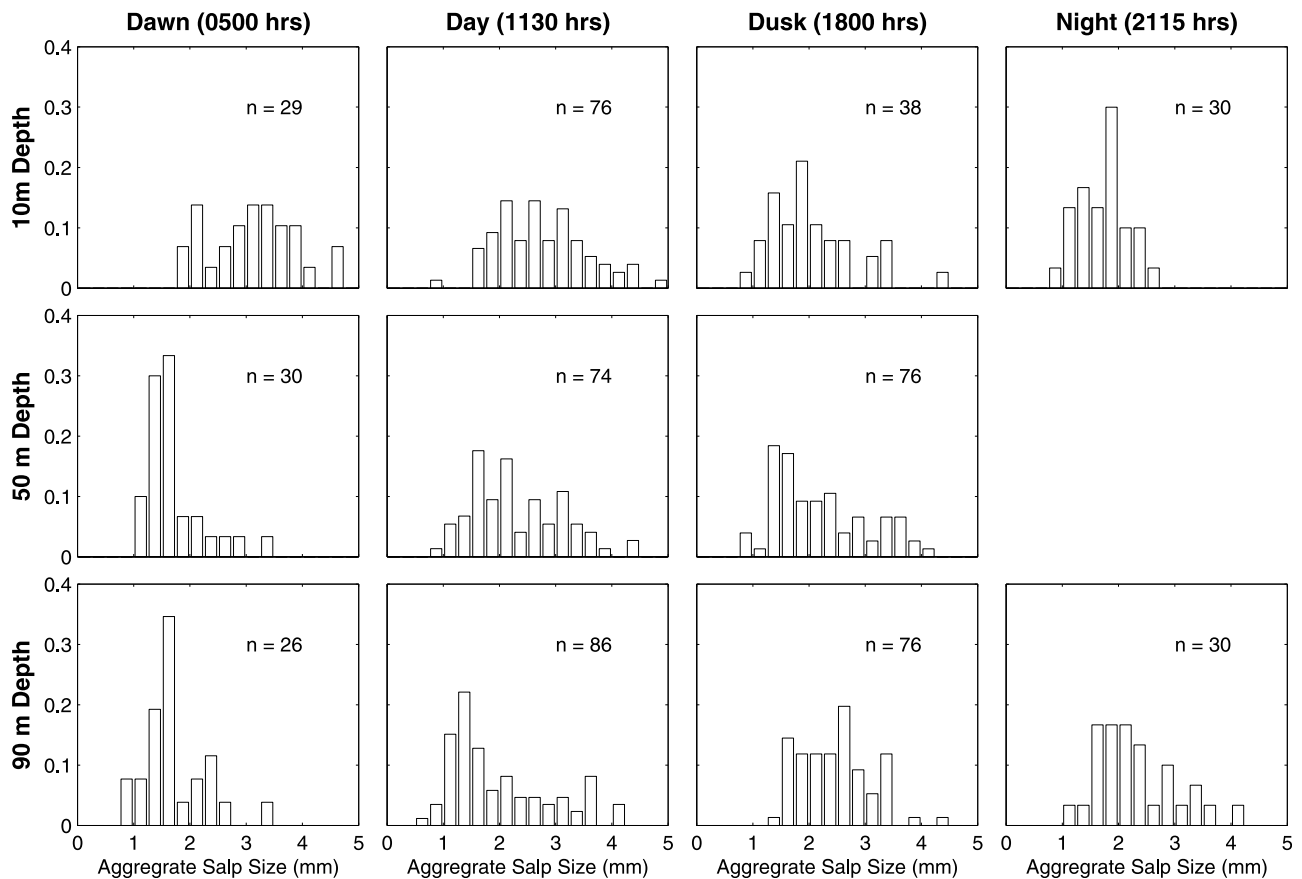 Dawn (0500 hrs) Day (1130 hrs) Dusk (1800 hrs) Night (2115 hrs)
10m Depth
0.4
0.3
0.2
0.1
0
n = 29 n = 76 n = 38 n = 30
1 2 3 4 5
50 m Depth
0.4
0.3
0.2
0.1
0
n = 30 n = 74 n = 76
90 m Depth
0.4
0.3
0.2
0.1
0
n = 26 n = 86 n = 76 n = 30
0 1 2 3 4 5 0 1 2 3 4 5 0 1 2 3 4 5 0 1 2 3 4 5
Aggregrate Salp Size (mm) Aggregrate Salp Size (mm) Aggregrate Salp Size (mm) Aggregrate Salp Size (mm)